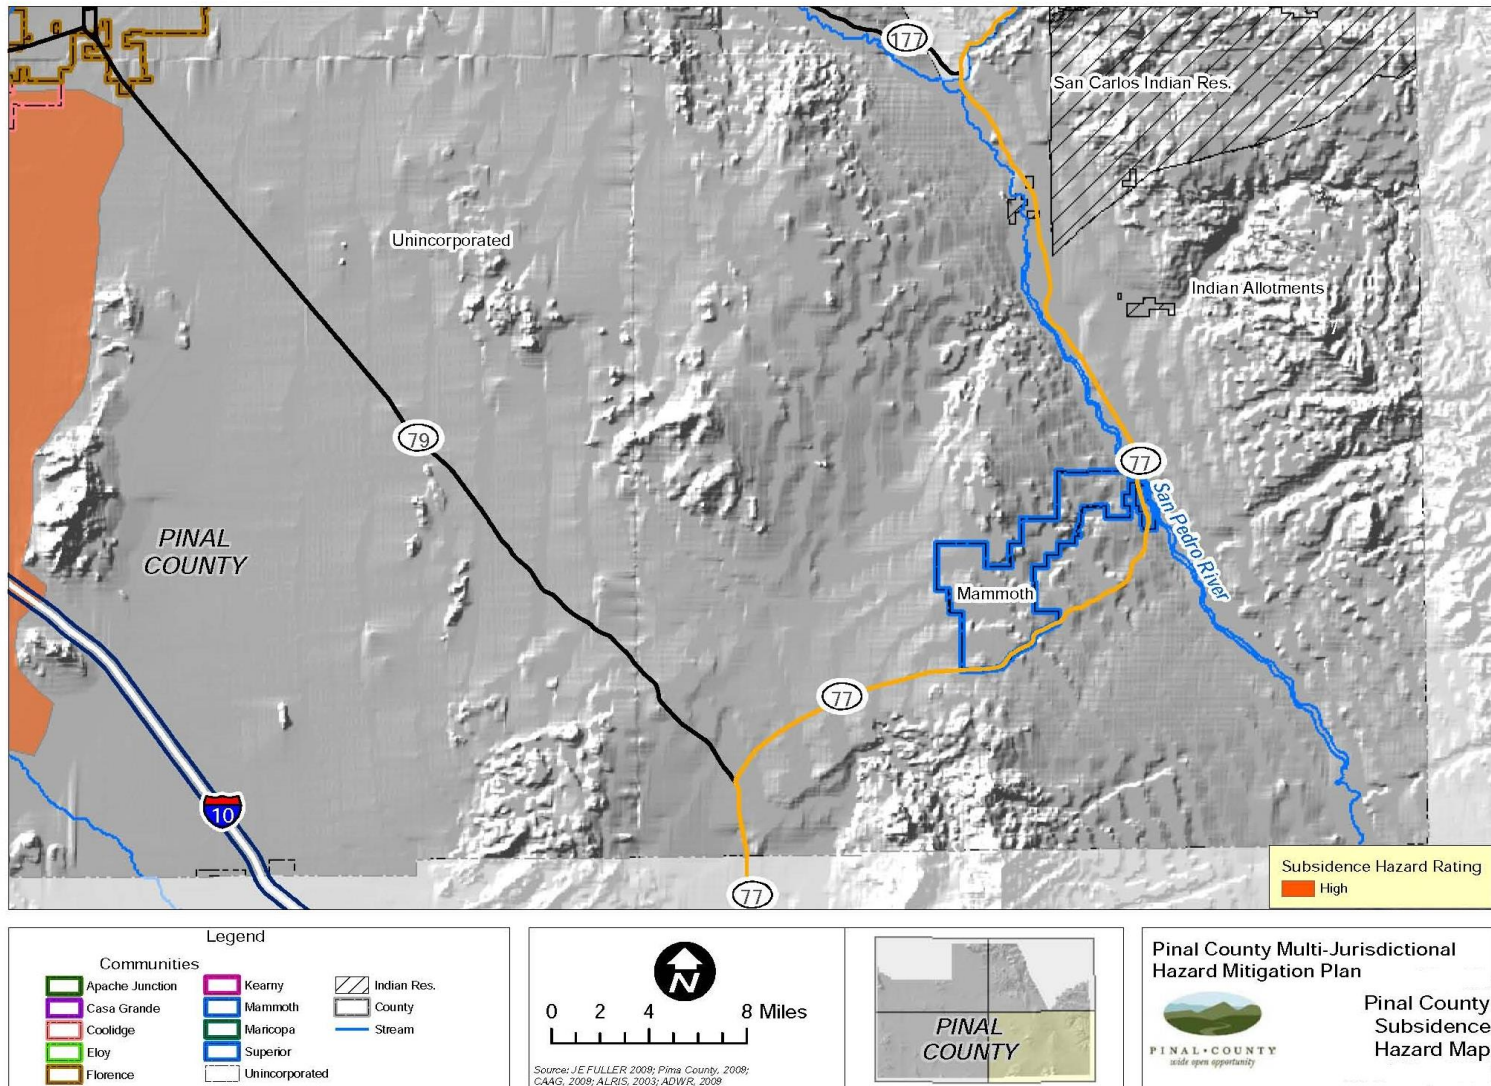 177
San Carlos Indian Res.
Unincorporated
Indian Allotments
79
77
San Pedro River
PINAL
COUNTY
Mammoth
77
10
77
Subsidence Hazard Rating
High
Legend
Communities
Apache Junction
Casa Grande
Coolidge
Eloy
Florence
Kearny
Mammoth
Maricopa
Superior
Unincorporated
Indian Res.
County
Stream
N
0 2 4 8 Miles
Source: JE FULLER 2009; Pima County, 2009;
CAAG, 2009; ALRIS, 2003; ADWR, 2009
PINAL
COUNTY
Pinal County Multi-Jurisdictional
Hazard Mitigation Plan
PINAL • COUNTY
wide open opportunity
Pinal County
Subsidence
Hazard Map